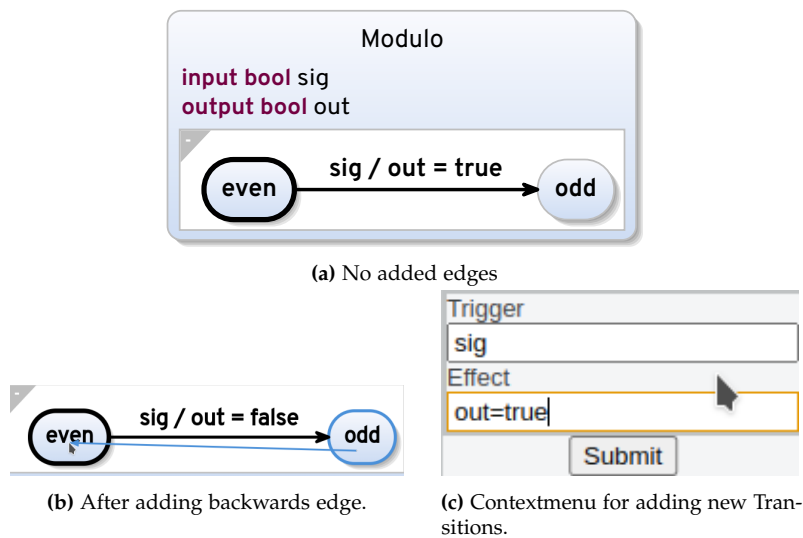 Modulo
input bool sig
output bool out
-
even
sig / out = true
odd
(a) No added edges
-
even
sig / out = false
odd
(b) After adding backwards edge.
Trigger
sig
Effect
out=true
Submit
(c) Contextmenu for adding new Tran-
sitions.